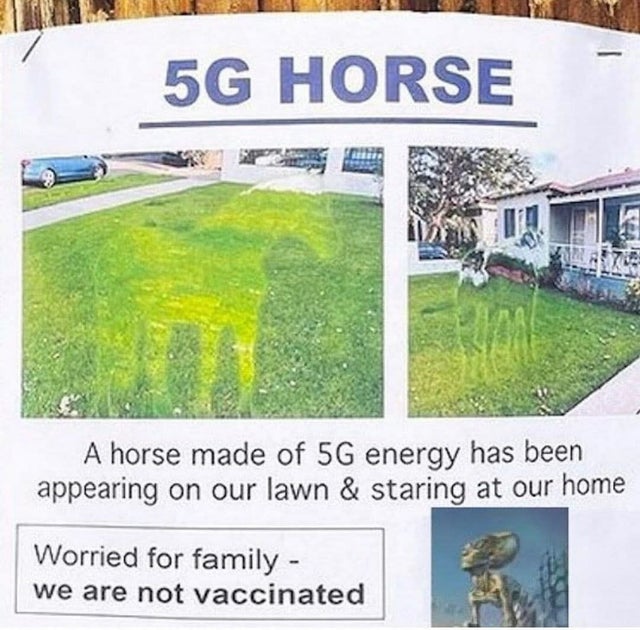 5G HORSE
A horse made of 5G energy has been
appearing on our lawn & staring at our home
Worried for family -
we are not vaccinated